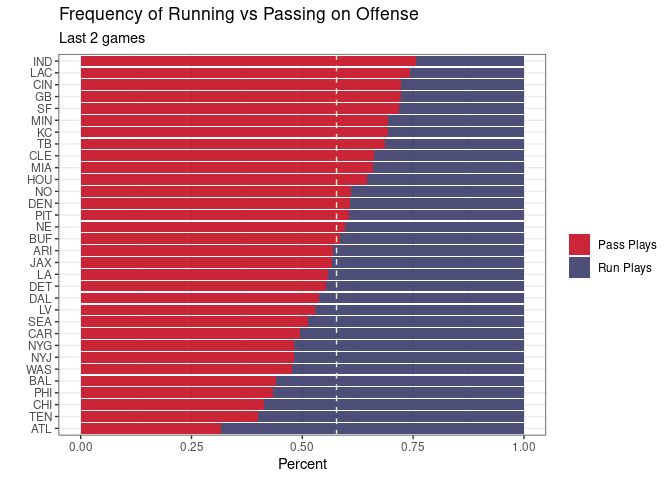 Frequency of Running vs Passing on Offense
Last 2 games
IND
LAC
CIN
GB
SF
MIN
KC
TB
CLE
MIA
HOU
NO
DEN
PIT
NE
BUF
ARI
JAX
LA
DET
DAL
LV
SEA
CAR
NYG
NYJ
WAS
BAL
PHI
CHI
TEN
ATL
0.00 0.25 0.50 0.75 1.00
Percent
Pass Plays
Run Plays